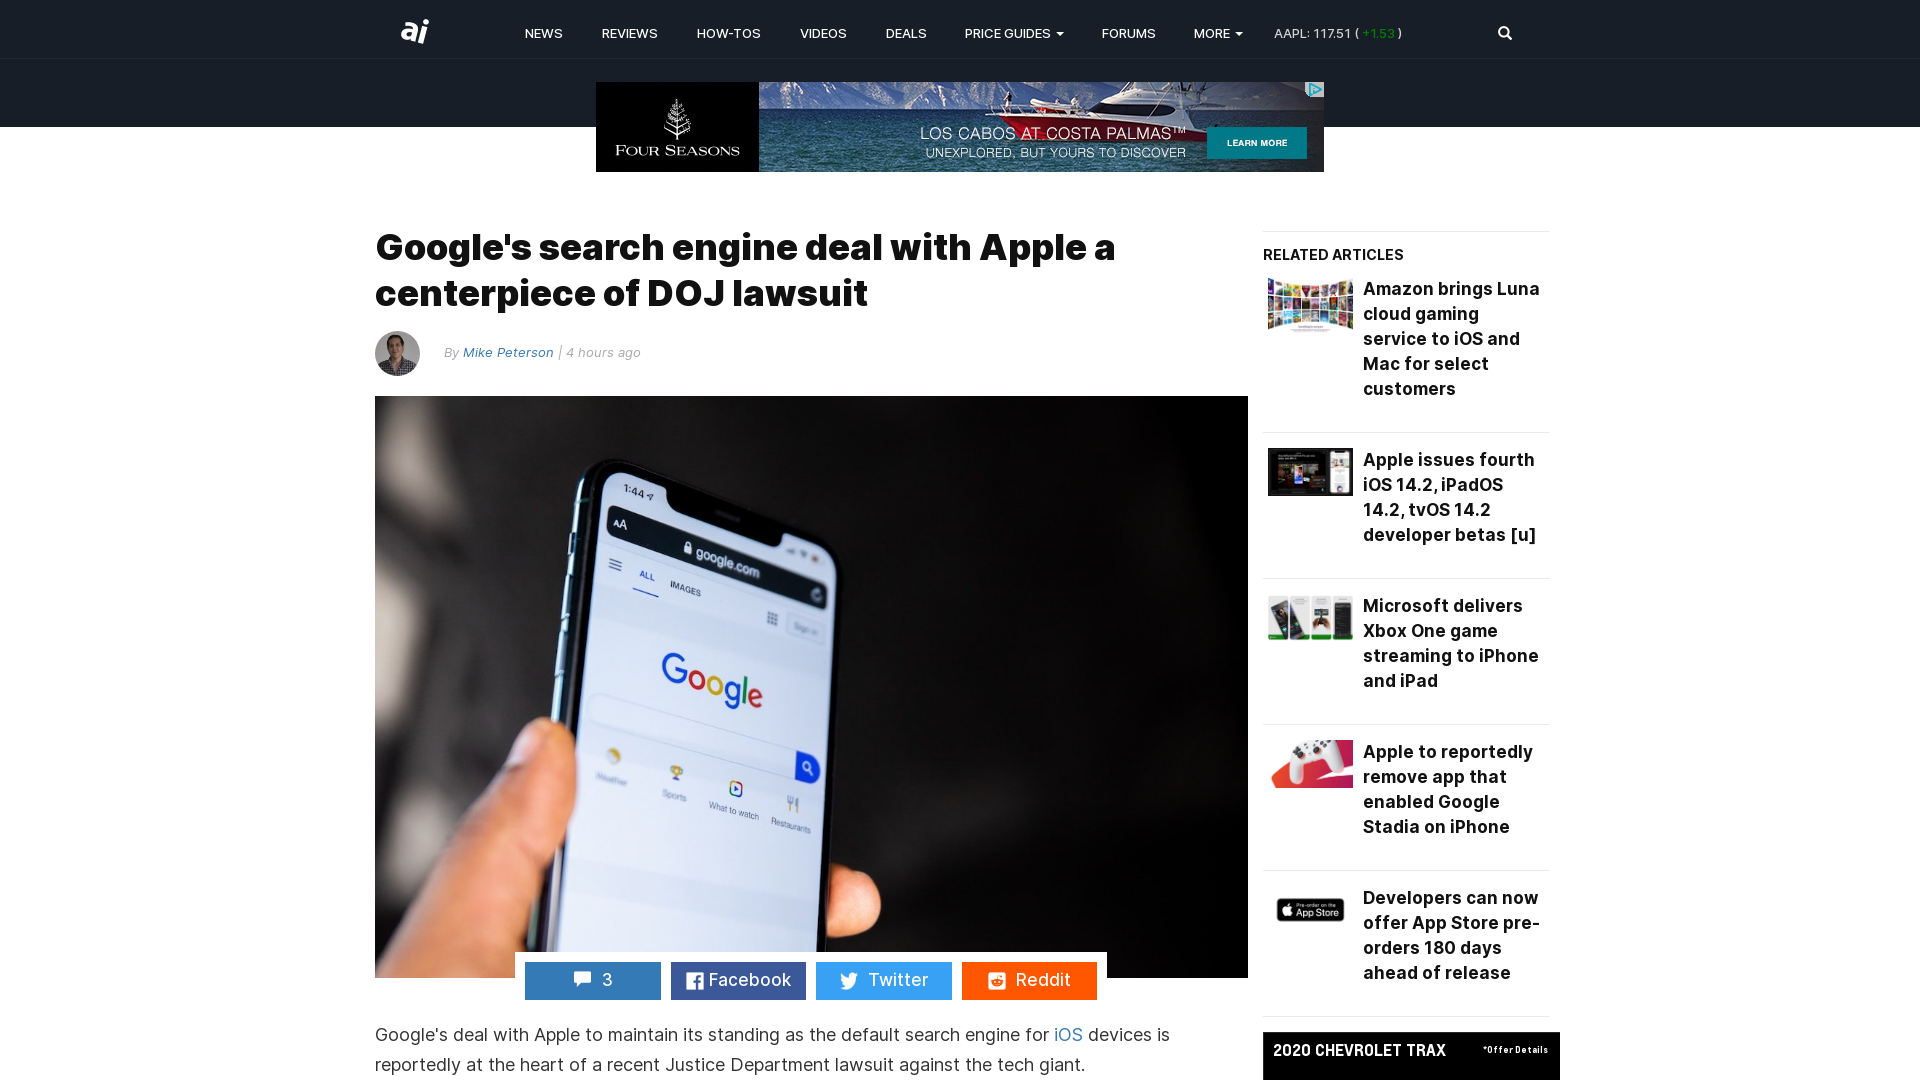 ai
NEWS
REVIEWS
HOW-TOS
VIDEOS
DEALS
PRICE GUIDES
FORUMS
MORE
AAPL: 117.51 ( +1.53 )
FOUR SEASONS
LOS CABOS AT COSTA PALMAS™
UNEXPLORED, BUT YOURS TO DISCOVER
LEARN MORE
Google's search engine deal with Apple a
centerpiece of DOJ lawsuit
By Mike Peterson | 4 hours ago
1:44
AA
google.com
ALL
IMAGES
Sign in
Google
Weather
Sports
What to watch
Restaurants
3
Facebook
Twitter
Reddit
Google's deal with Apple to maintain its standing as the default search engine for iOS devices is
reportedly at the heart of a recent Justice Department lawsuit against the tech giant.
RELATED ARTICLES
Amazon brings Luna
cloud gaming
service to iOS and
Mac for select
customers
Apple issues fourth
iOS 14.2, iPadOS
14.2, tvOS 14.2
developer betas [u]
Microsoft delivers
Xbox One game
streaming to iPhone
and iPad
Apple to reportedly
remove app that
enabled Google
Stadia on iPhone
Pre-order on the
App Store
Developers can now
offer App Store pre-
orders 180 days
ahead of release
2020 CHEVROLET TRAX
*Offer Details